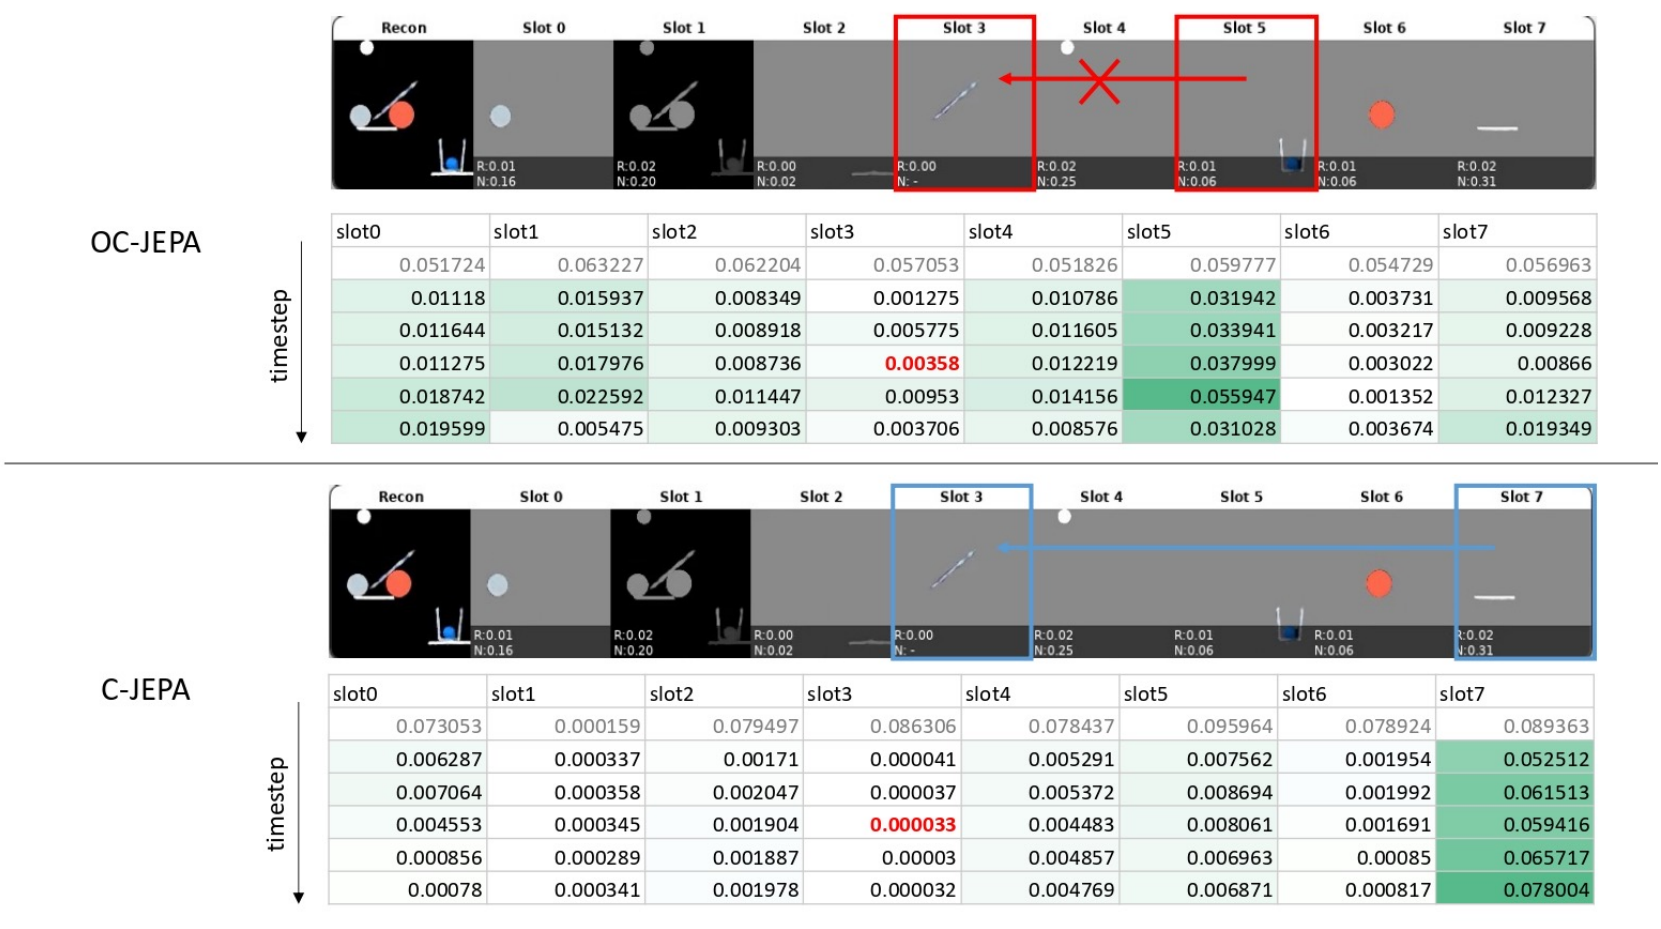 Recon Slot 0 Slot 1 Slot 2 Slot 3 Slot 4 Slot 5 Slot 6 Slot 7
R:0.01 R:0.02 R:0.00 R:0.00 R:0.02 R:0.01 R:0.01 R:0.02
N:0.16 N:0.20 N:0.02 N: - N:0.25 N:0.06 N:0.06 N:0.31
OC-JEPA
timestep
slot0 slot1 slot2 slot3 slot4 slot5 slot6 slot7
0.051724 0.063227 0.062204 0.057053 0.051826 0.059777 0.054729 0.056963
0.01118 0.015937 0.008349 0.001275 0.010786 0.031942 0.003731 0.009568
0.011644 0.015132 0.008918 0.005775 0.011605 0.033941 0.003217 0.009228
0.011275 0.017976 0.008736 0.00358 0.012219 0.037999 0.003022 0.00866
0.018742 0.022592 0.011447 0.00953 0.014156 0.055947 0.001352 0.012327
0.019599 0.005475 0.009303 0.003706 0.008576 0.031028 0.003674 0.019349
Recon Slot 0 Slot 1 Slot 2 Slot 3 Slot 4 Slot 5 Slot 6 Slot 7
R:0.01 R:0.02 R:0.00 R:0.00 R:0.02 R:0.01 R:0.01 R:0.02
N:0.16 N:0.20 N:0.02 N: - N:0.25 N:0.06 N:0.06 N:0.31
C-JEPA
timestep
slot0 slot1 slot2 slot3 slot4 slot5 slot6 slot7
0.073053 0.000159 0.079497 0.086306 0.078437 0.095964 0.078924 0.089363
0.006287 0.000337 0.00171 0.000041 0.005291 0.007562 0.001954 0.052512
0.007064 0.000358 0.002047 0.000037 0.005372 0.008694 0.001992 0.061513
0.004553 0.000345 0.001904 0.000033 0.004483 0.008061 0.001691 0.059416
0.000856 0.000289 0.001887 0.00003 0.004857 0.006963 0.00085 0.065717
0.00078 0.000341 0.001978 0.000032 0.004769 0.006871 0.000817 0.078004